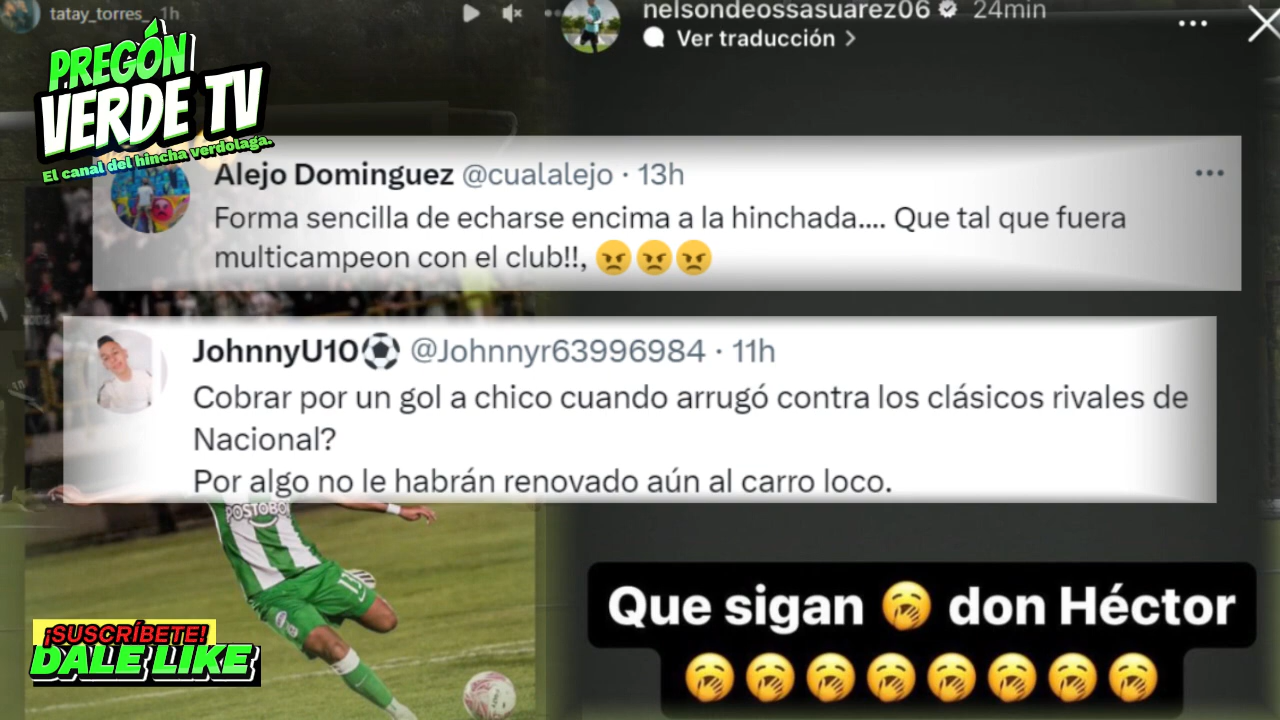 tatay_torres_ 1h
nelsondeossasuarez06 24min
Ver traducción >
PREGÓN
VERDE TV
El canal del hincha verdolaga.
Alejo Dominguez @cualalejo · 13h
Forma sencilla de echarse encima a la hinchada.... Que tal que fuera
multicampeon con el club!!, 😠😠😠
JohnnyU10⚽ @Johnnyr63996984 · 11h
Cobrar por un gol a chico cuando arrugó contra los clásicos rivales de
Nacional?
Por algo no le habrán renovado aún al carro loco.
POSTOBÓN
Que sigan 🥱 don Héctor
🥱🥱🥱🥱🥱🥱🥱🥱
¡SUSCRÍBETE!
DALE LIKE